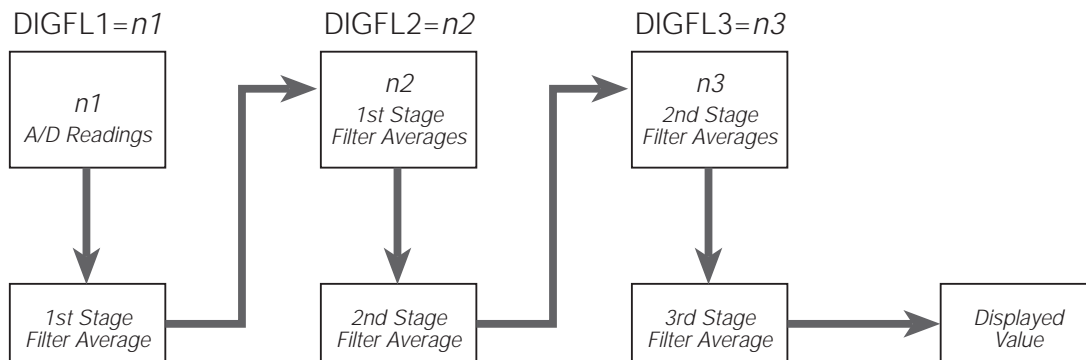 DIGFL1=n1
DIGFL2=n2
DIGFL3=n3
n1
A/D Readings
n2
1st Stage
Filter Averages
n3
2nd Stage
Filter Averages
1st Stage
Filter Average
2nd Stage
Filter Average
3rd Stage
Filter Average
Displayed
Value